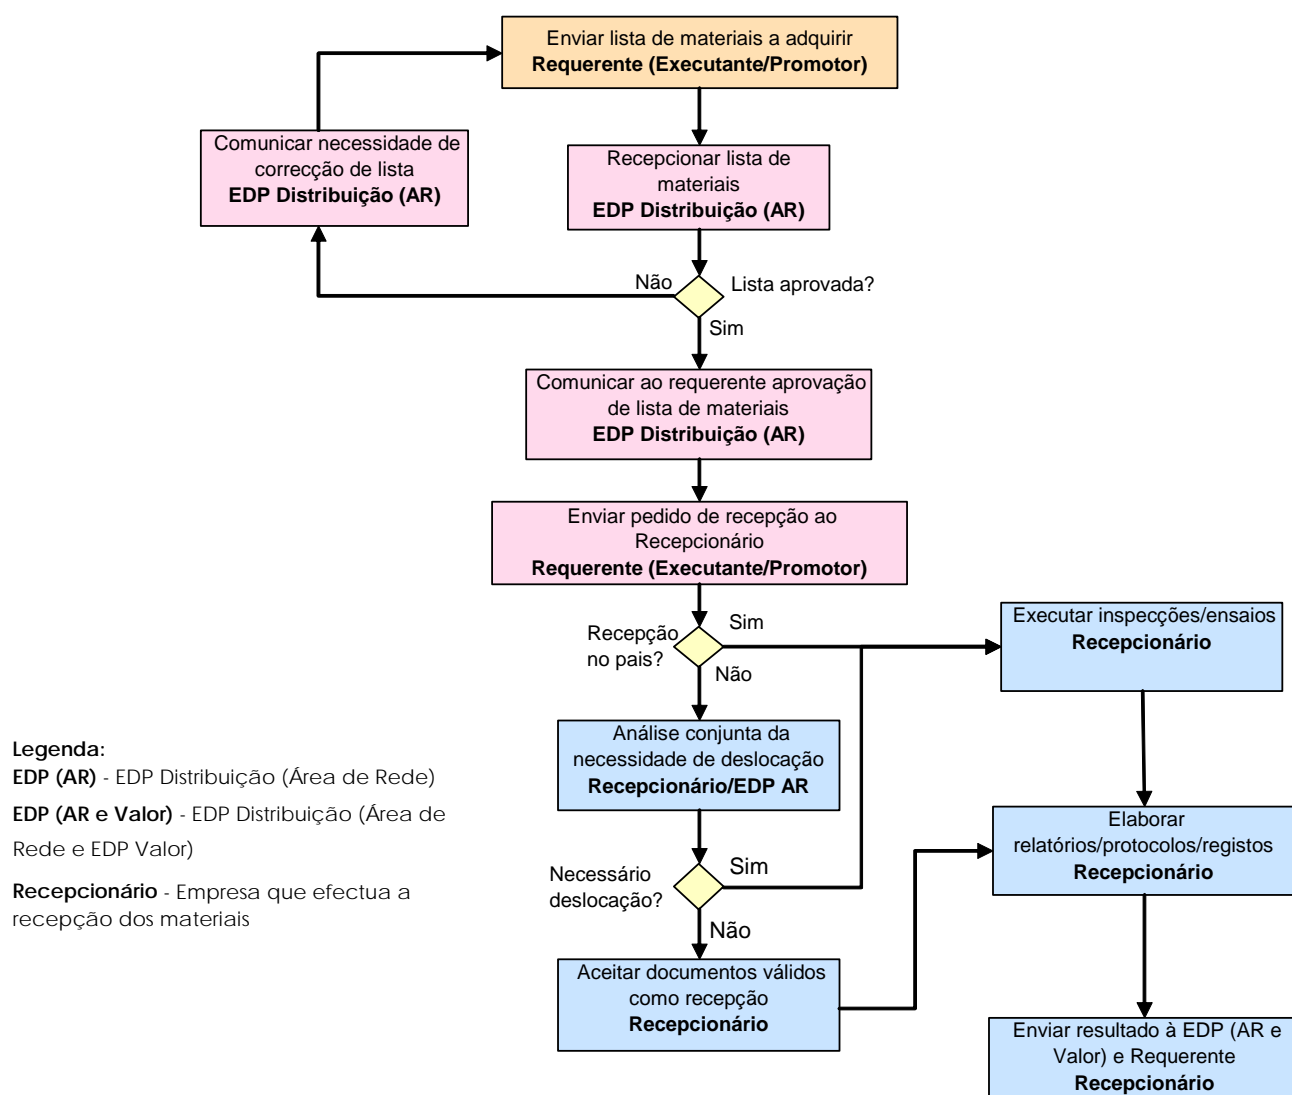 Enviar lista de materiais a adquirir
Requerente (Executante/Promotor)
Comunicar necessidade de
correcção de lista
EDP Distribuição (AR)
Recepcionar lista de
materiais
EDP Distribuição (AR)
Não
Lista aprovada?
Sim
Comunicar ao requerente aprovação
de lista de materiais
EDP Distribuição (AR)
Enviar pedido de recepção ao
Recepcionário
Requerente (Executante/Promotor)
Recepção
no pais?
Sim
Não
Executar inspecções/ensaios
Recepcionário
Análise conjunta da
necessidade de deslocação
Recepcionário/EDP AR
Legenda:
EDP (AR) - EDP Distribuição (Área de Rede)
EDP (AR e Valor) - EDP Distribuição (Área de
Rede e EDP Valor)
Recepcionário - Empresa que efectua a
recepção dos materiais
Elaborar
relatórios/protocolos/registos
Recepcionário
Necessário
deslocação?
Sim
Não
Aceitar documentos válidos
como recepção
Recepcionário
Enviar resultado à EDP (AR e
Valor) e Requerente
Recepcionário